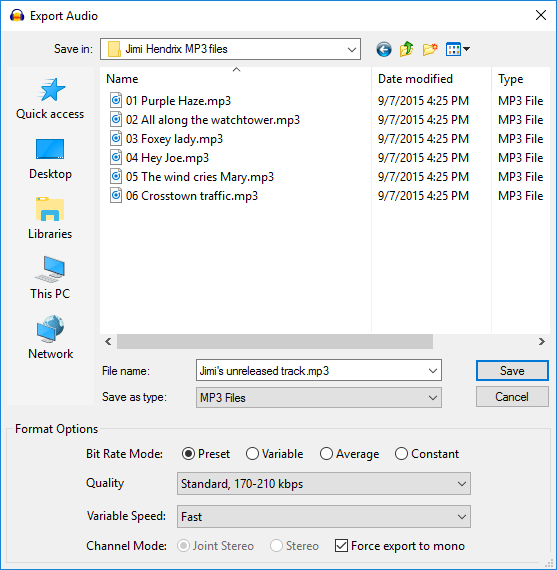 Export Audio
Save in: Jimi Hendrix MP3 files
Name Date modified Type
01 Purple Haze.mp3 9/7/2015 4:25 PM MP3 File
02 All along the watchtower.mp3 9/7/2015 4:25 PM MP3 File
03 Foxey lady.mp3 9/7/2015 4:25 PM MP3 File
04 Hey Joe.mp3 9/7/2015 4:25 PM MP3 File
05 The wind cries Mary.mp3 9/7/2015 4:25 PM MP3 File
06 Crosstown traffic.mp3 9/7/2015 4:25 PM MP3 File
Quick access
Desktop
Libraries
This PC
Network
File name: Jimi's unreleased track.mp3 Save
Save as type: MP3 Files Cancel
Format Options
Bit Rate Mode: Preset Variable Average Constant
Quality Standard, 170-210 kbps
Variable Speed: Fast
Channel Mode: Joint Stereo Stereo Force export to mono